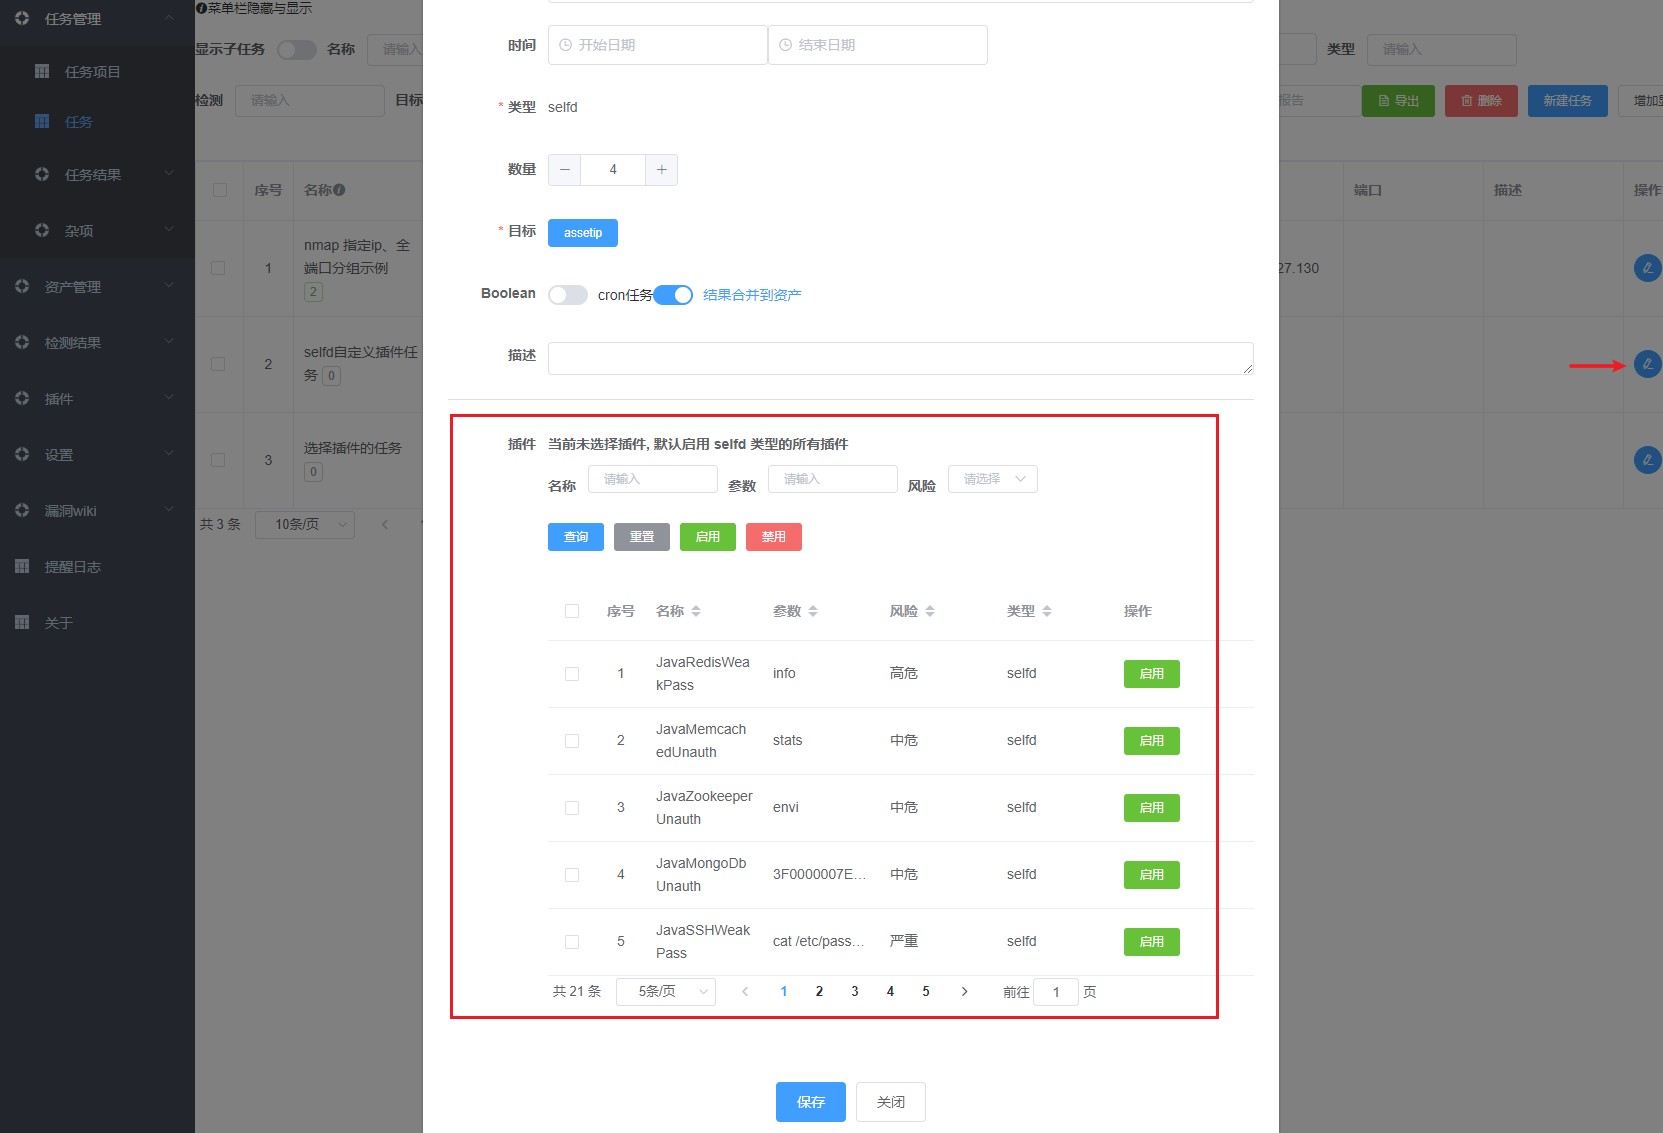 任务管理
任务项目
任务
任务结果
杂项
资产管理
检测结果
插件
设置
漏洞wiki
提醒日志
关于
菜单栏隐藏与显示
显示子任务
名称
请输入
检测
请输入
目标
类型
请输入
报告
导出
删除
新建任务
序号
名称
端口
描述
操作
1
nmap 指定ip、全
端口分组示例
2
27.130
2
selfd自定义插件任
务 0
3
选择插件的任务
0
共 3 条
10条/页
时间
开始日期
结束日期
* 类型
selfd
数量
4
* 目标
assetip
Boolean
cron任务
结果合并到资产
描述
插件 当前未选择插件, 默认启用 selfd 类型的所有插件
名称 请输入 参数 请输入 风险 请选择
查询 重置 启用 禁用
序号 名称 参数 风险 类型 操作
1 JavaRedisWea info 高危 selfd 启用
kPass
2 JavaMemcach stats 中危 selfd 启用
edUnauth
3 JavaZookeeper envi 中危 selfd 启用
Unauth
4 JavaMongoDb 3F0000007E... 中危 selfd 启用
Unauth
5 JavaSSHWeak cat /etc/pass... 严重 selfd 启用
Pass
共 21 条 5条/页 1 2 3 4 5 前往 1 页
保存 关闭